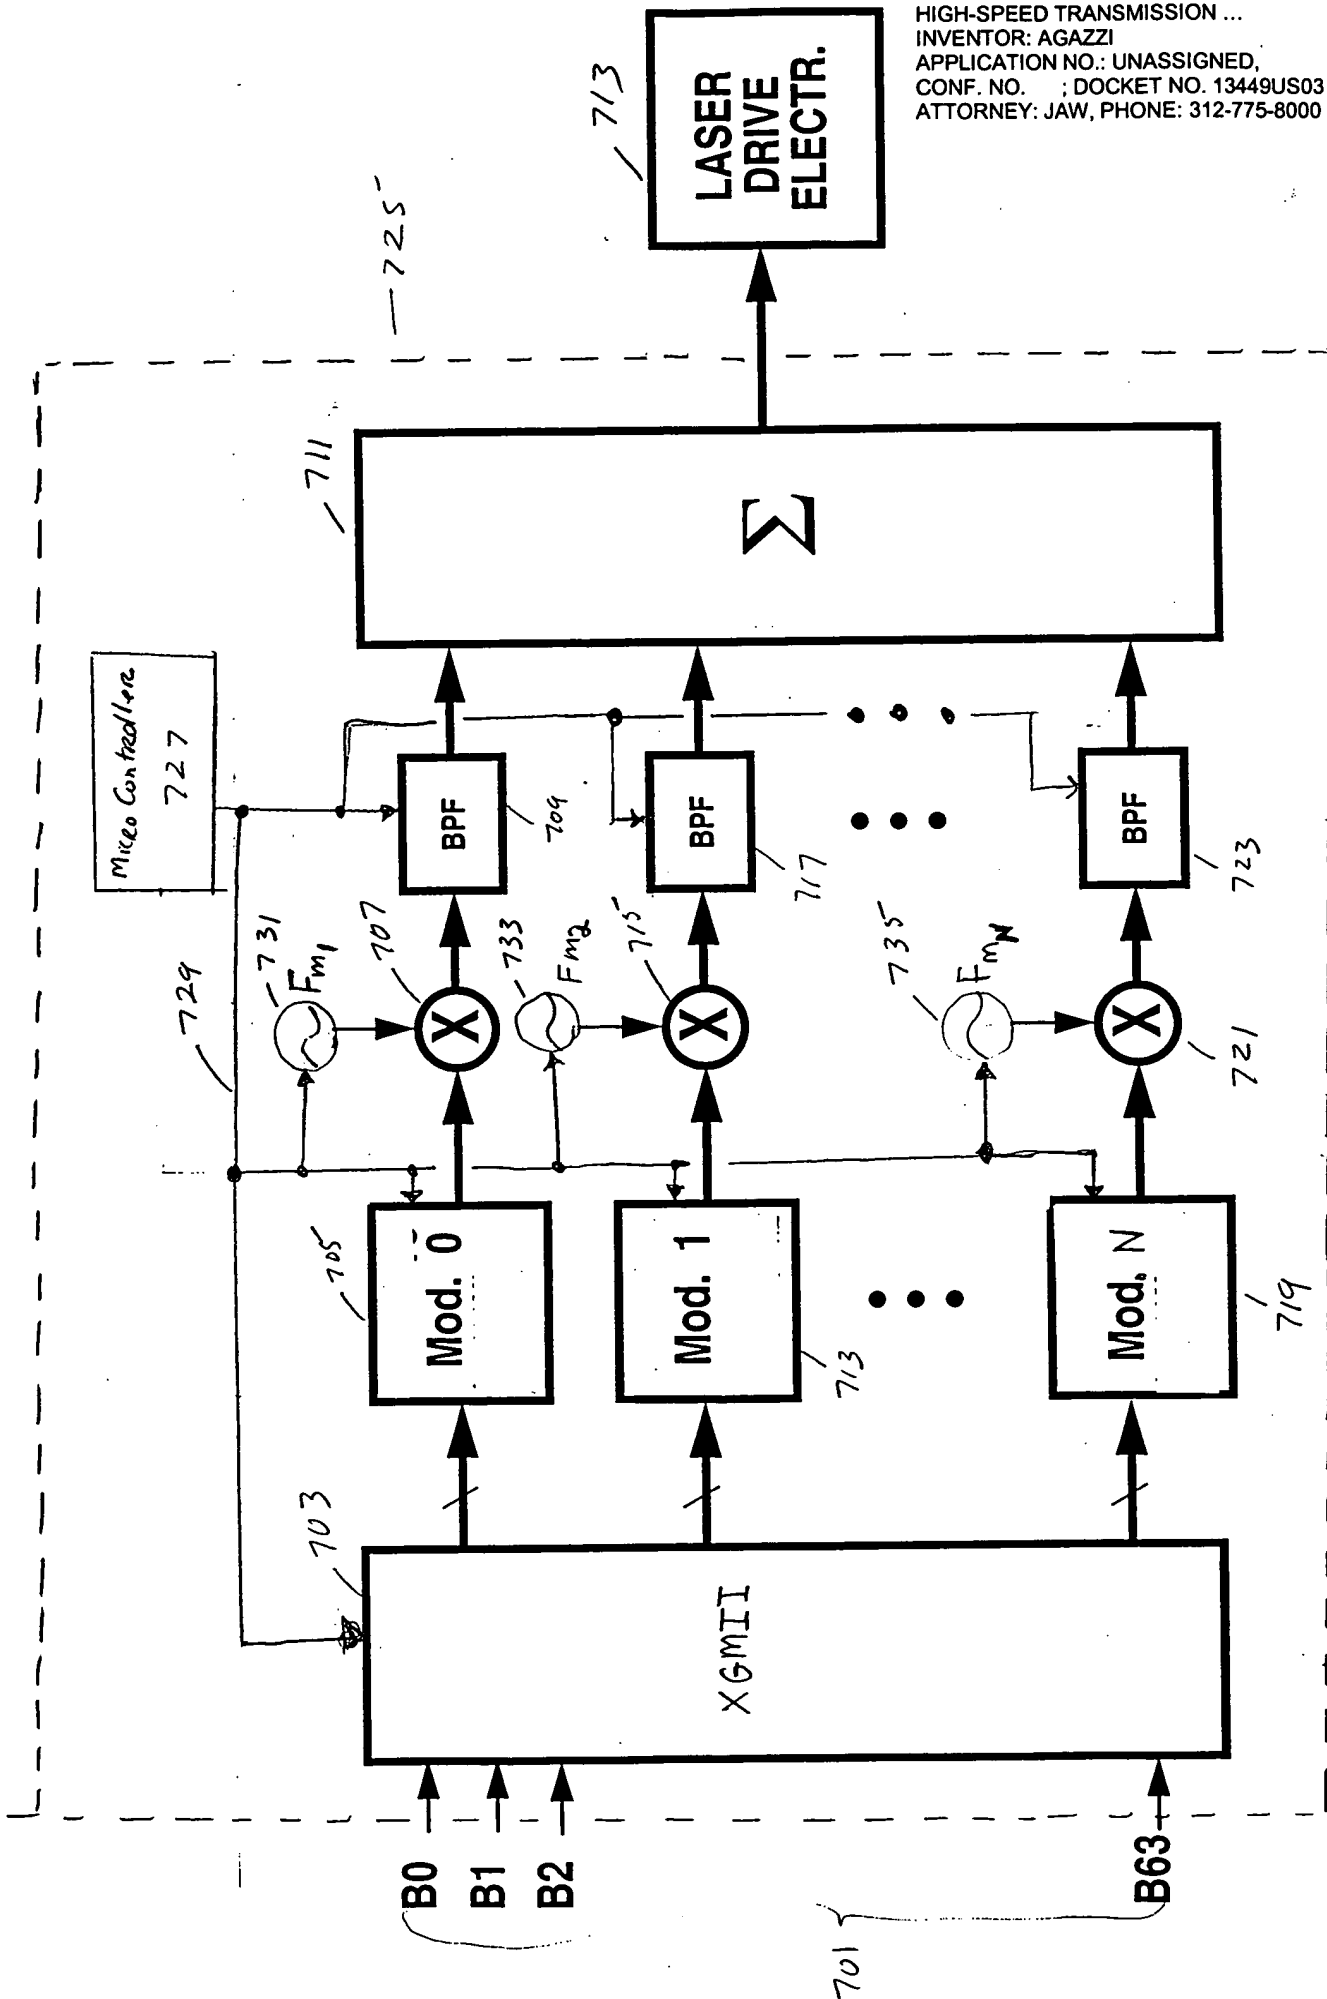 HIGH-SPEED TRANSMISSION ...
INVENTOR: AGAZZI
APPLICATION NO.: UNASSIGNED,
CONF. NO. ; DOCKET NO. 13449US03
ATTORNEY: JAW, PHONE: 312-775-8000
Micro Controller
727
725
729
731
Fm1
707
BPF
709
711
Σ
713
LASER
DRIVE
ELECTR.
703
XGMII
705
Mod. 0
X
733
Fm2
715
X
BPF
717
Mod. 1
713
735
FmN
X
721
BPF
723
Mod. N
719
B0
B1
B2
B63
701